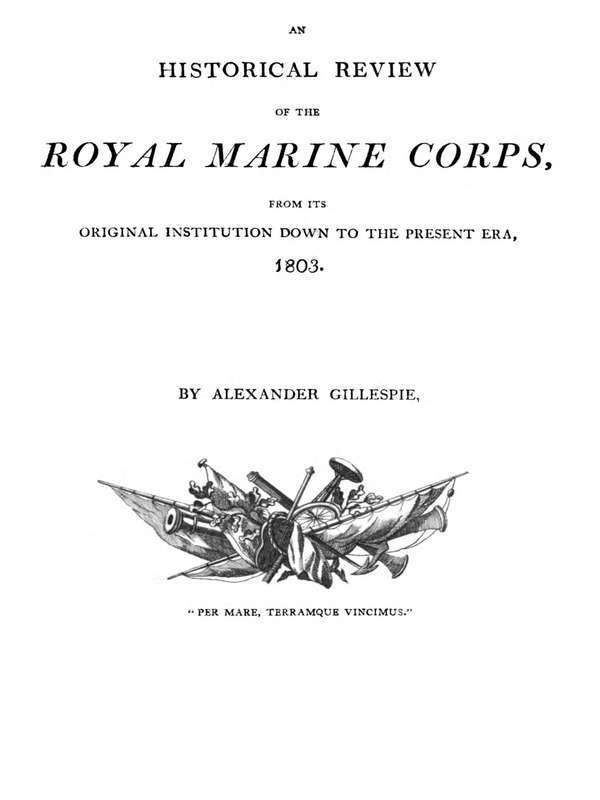 AN
HISTORICAL REVIEW
OF THE
ROYAL MARINE CORPS,
FROM ITS
ORIGINAL INSTITUTION DOWN TO THE PRESENT ERA,
1803.
BY ALEXANDER GILLESPIE,
“PER MARE, TERRAMQUE VINCIMUS.”